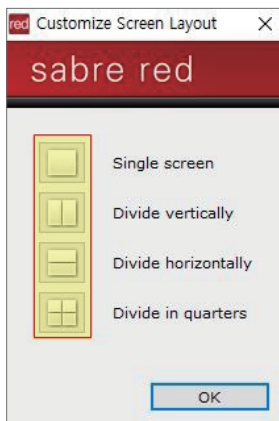 red Customize Screen Layout
sabre red
Single screen
Divide vertically
Divide horizontally
Divide in quarters
OK